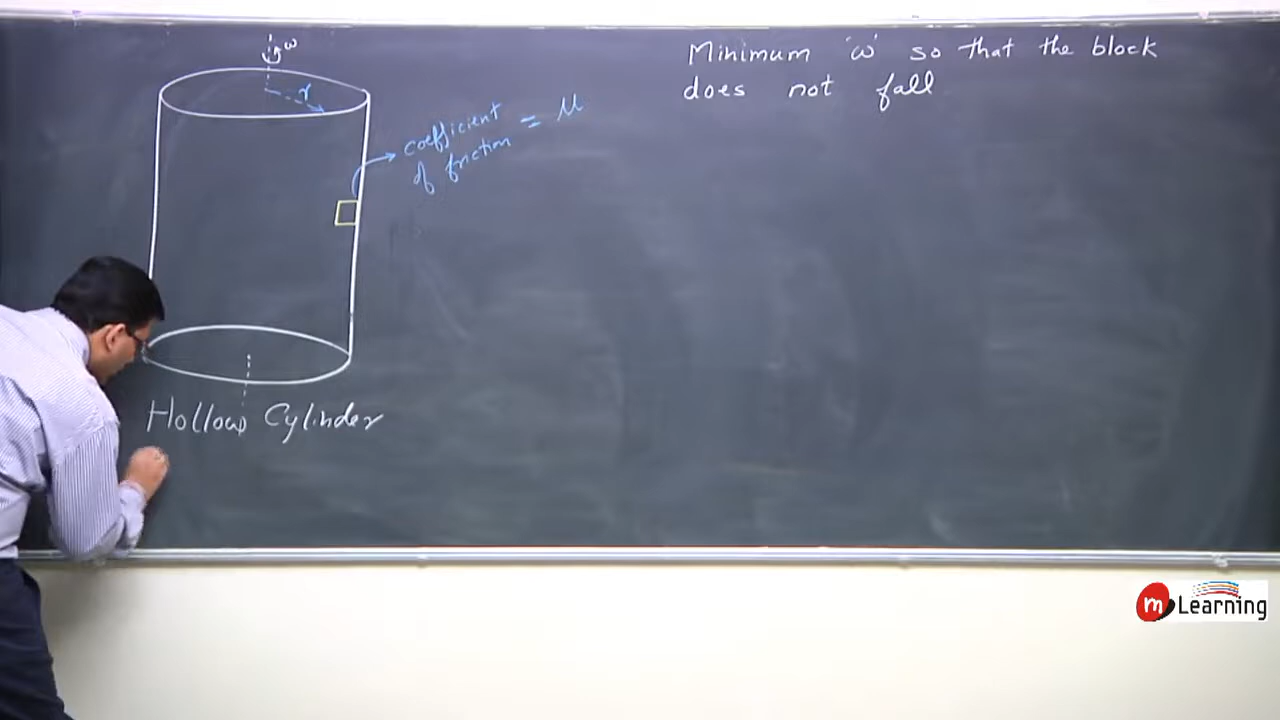 Minimum 'ω' so that the block
does not fall
ω
r
coefficient
of friction = μ
Hollow Cylinder
m Learning